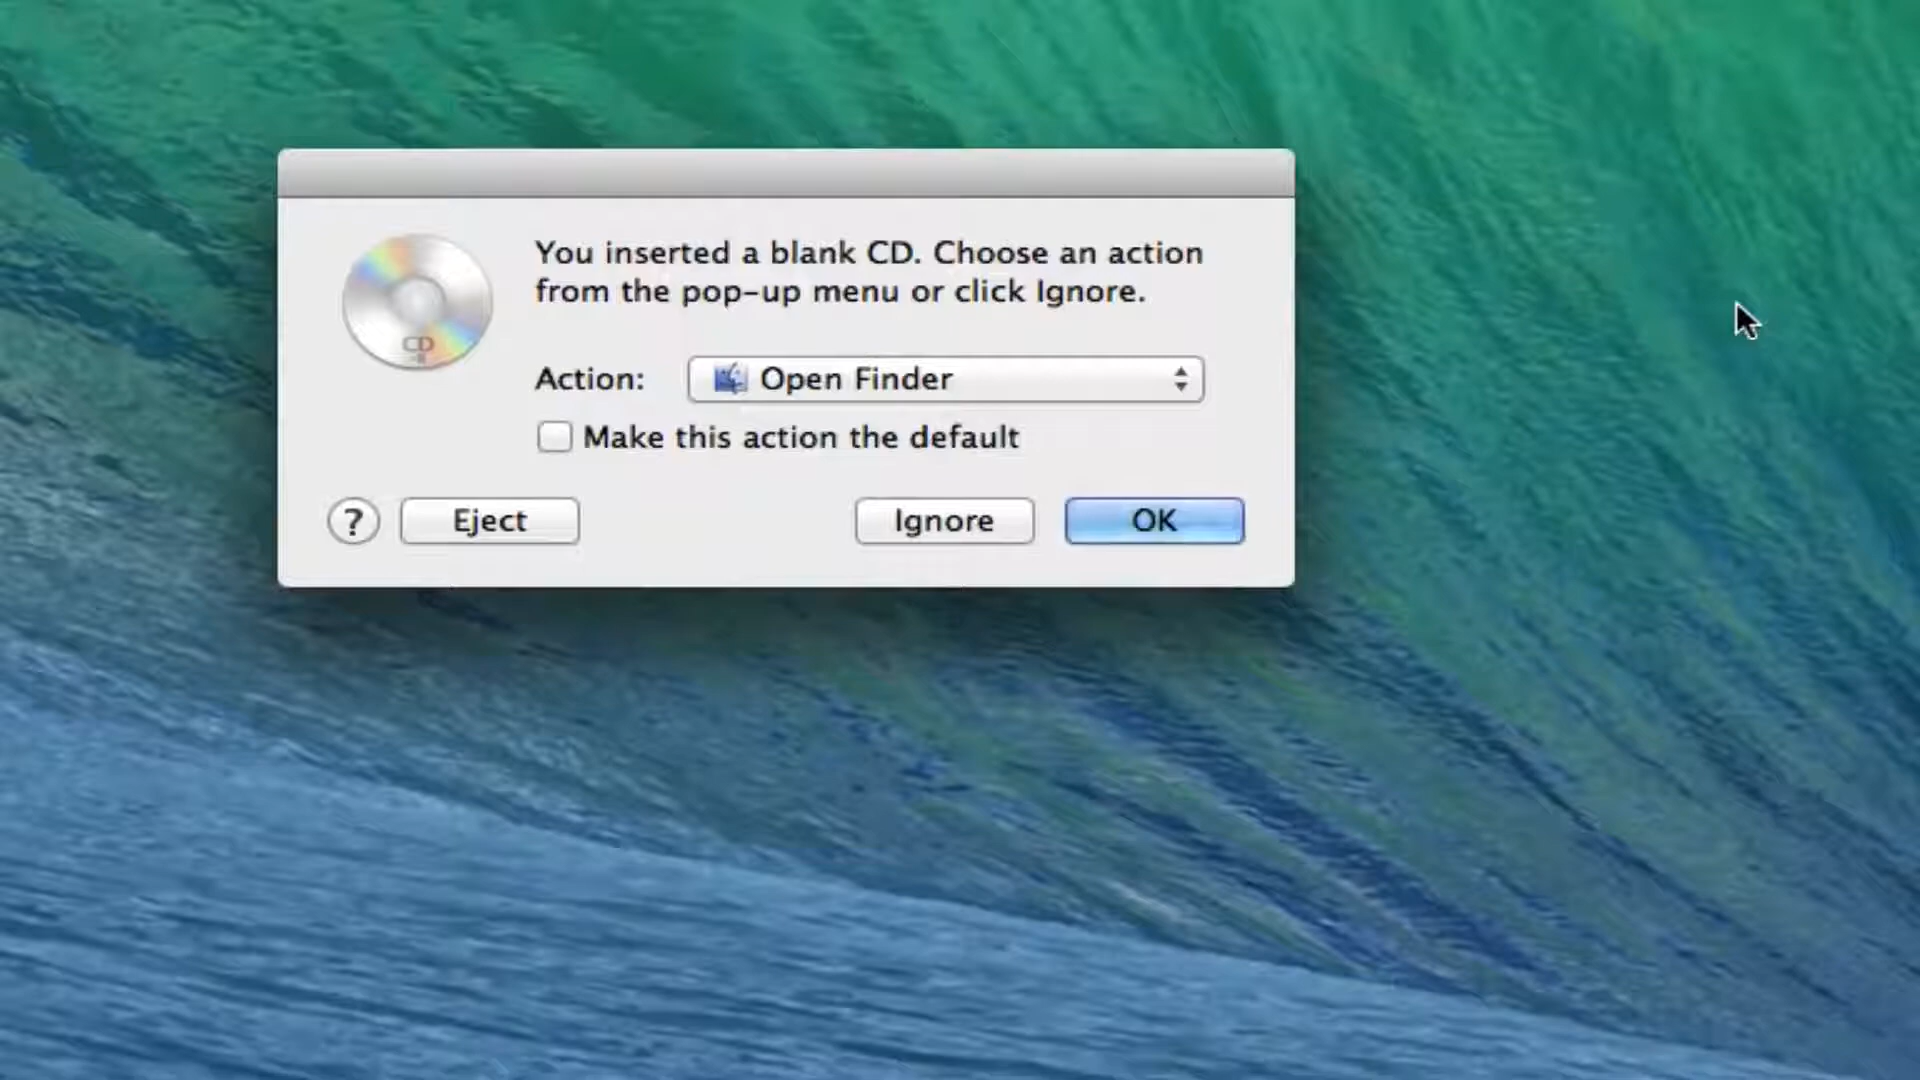 You inserted a blank CD. Choose an action
from the pop-up menu or click Ignore.
CD
Action: Open Finder
Make this action the default
? Eject Ignore OK